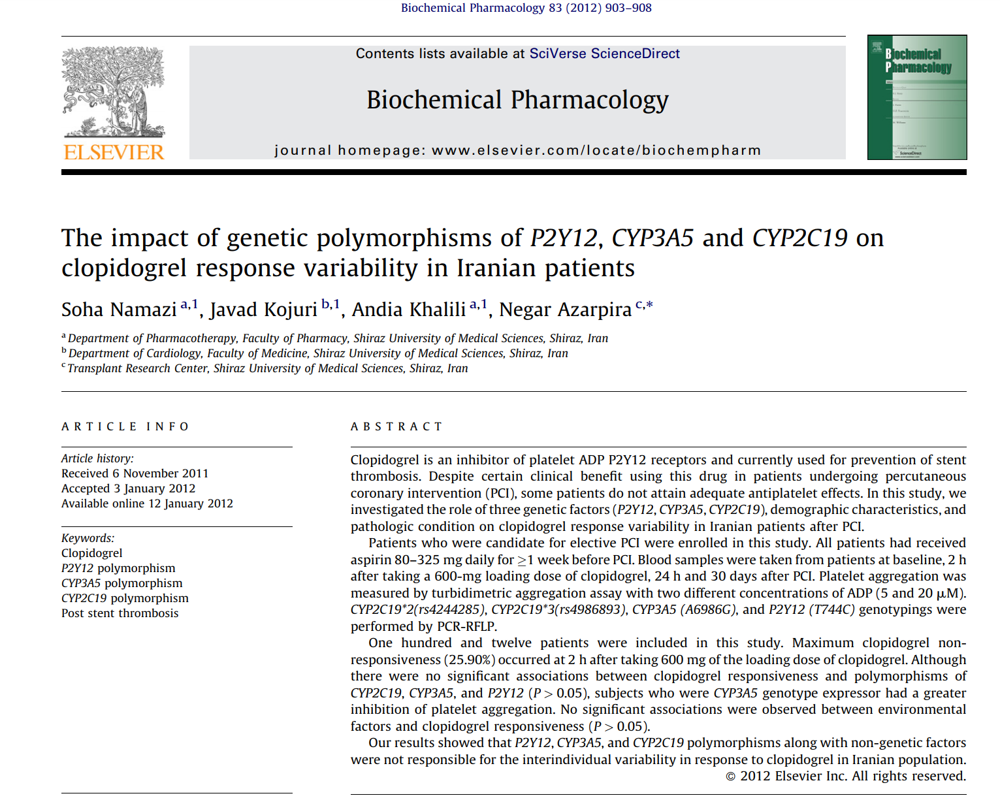 Biochemical Pharmacology 83 (2012) 903–908
Contents lists available at SciVerse ScienceDirect
Biochemical Pharmacology
journal homepage: www.elsevier.com/locate/biochempharm
ELSEVIER
Biochemical
Pharmacology
The impact of genetic polymorphisms of P2Y12, CYP3A5 and CYP2C19 on
clopidogrel response variability in Iranian patients
Soha Namazi a,1, Javad Kojuri b,1, Andia Khalili a,1, Negar Azarpira c,*
a Department of Pharmacotherapy, Faculty of Pharmacy, Shiraz University of Medical Sciences, Shiraz, Iran
b Department of Cardiology, Faculty of Medicine, Shiraz University of Medical Sciences, Shiraz, Iran
c Transplant Research Center, Shiraz University of Medical Sciences, Shiraz, Iran
ARTICLE INFO
Article history:
Received 6 November 2011
Accepted 3 January 2012
Available online 12 January 2012
Keywords:
Clopidogrel
P2Y12 polymorphism
CYP3A5 polymorphism
CYP2C19 polymorphism
Post stent thrombosis
ABSTRACT
Clopidogrel is an inhibitor of platelet ADP P2Y12 receptors and currently used for prevention of stent
thrombosis. Despite certain clinical benefit using this drug in patients undergoing percutaneous
coronary intervention (PCI), some patients do not attain adequate antiplatelet effects. In this study, we
investigated the role of three genetic factors (P2Y12, CYP3A5, CYP2C19), demographic characteristics, and
pathologic condition on clopidogrel response variability in Iranian patients after PCI.
Patients who were candidate for elective PCI were enrolled in this study. All patients had received
aspirin 80–325 mg daily for ≥1 week before PCI. Blood samples were taken from patients at baseline, 2 h
after taking a 600-mg loading dose of clopidogrel, 24 h and 30 days after PCI. Platelet aggregation was
measured by turbidimetric aggregation assay with two different concentrations of ADP (5 and 20 μM).
CYP2C19*2(rs4244285), CYP2C19*3(rs4986893), CYP3A5 (A6986G), and P2Y12 (T744C) genotypings were
performed by PCR-RFLP.
One hundred and twelve patients were included in this study. Maximum clopidogrel non-
responsiveness (25.90%) occurred at 2 h after taking 600 mg of the loading dose of clopidogrel. Although
there were no significant associations between clopidogrel responsiveness and polymorphisms of
CYP2C19, CYP3A5, and P2Y12 (P > 0.05), subjects who were CYP3A5 genotype expressor had a greater
inhibition of platelet aggregation. No significant associations were observed between environmental
factors and clopidogrel responsiveness (P > 0.05).
Our results showed that P2Y12, CYP3A5, and CYP2C19 polymorphisms along with non-genetic factors
were not responsible for the interindividual variability in response to clopidogrel in Iranian population.
© 2012 Elsevier Inc. All rights reserved.